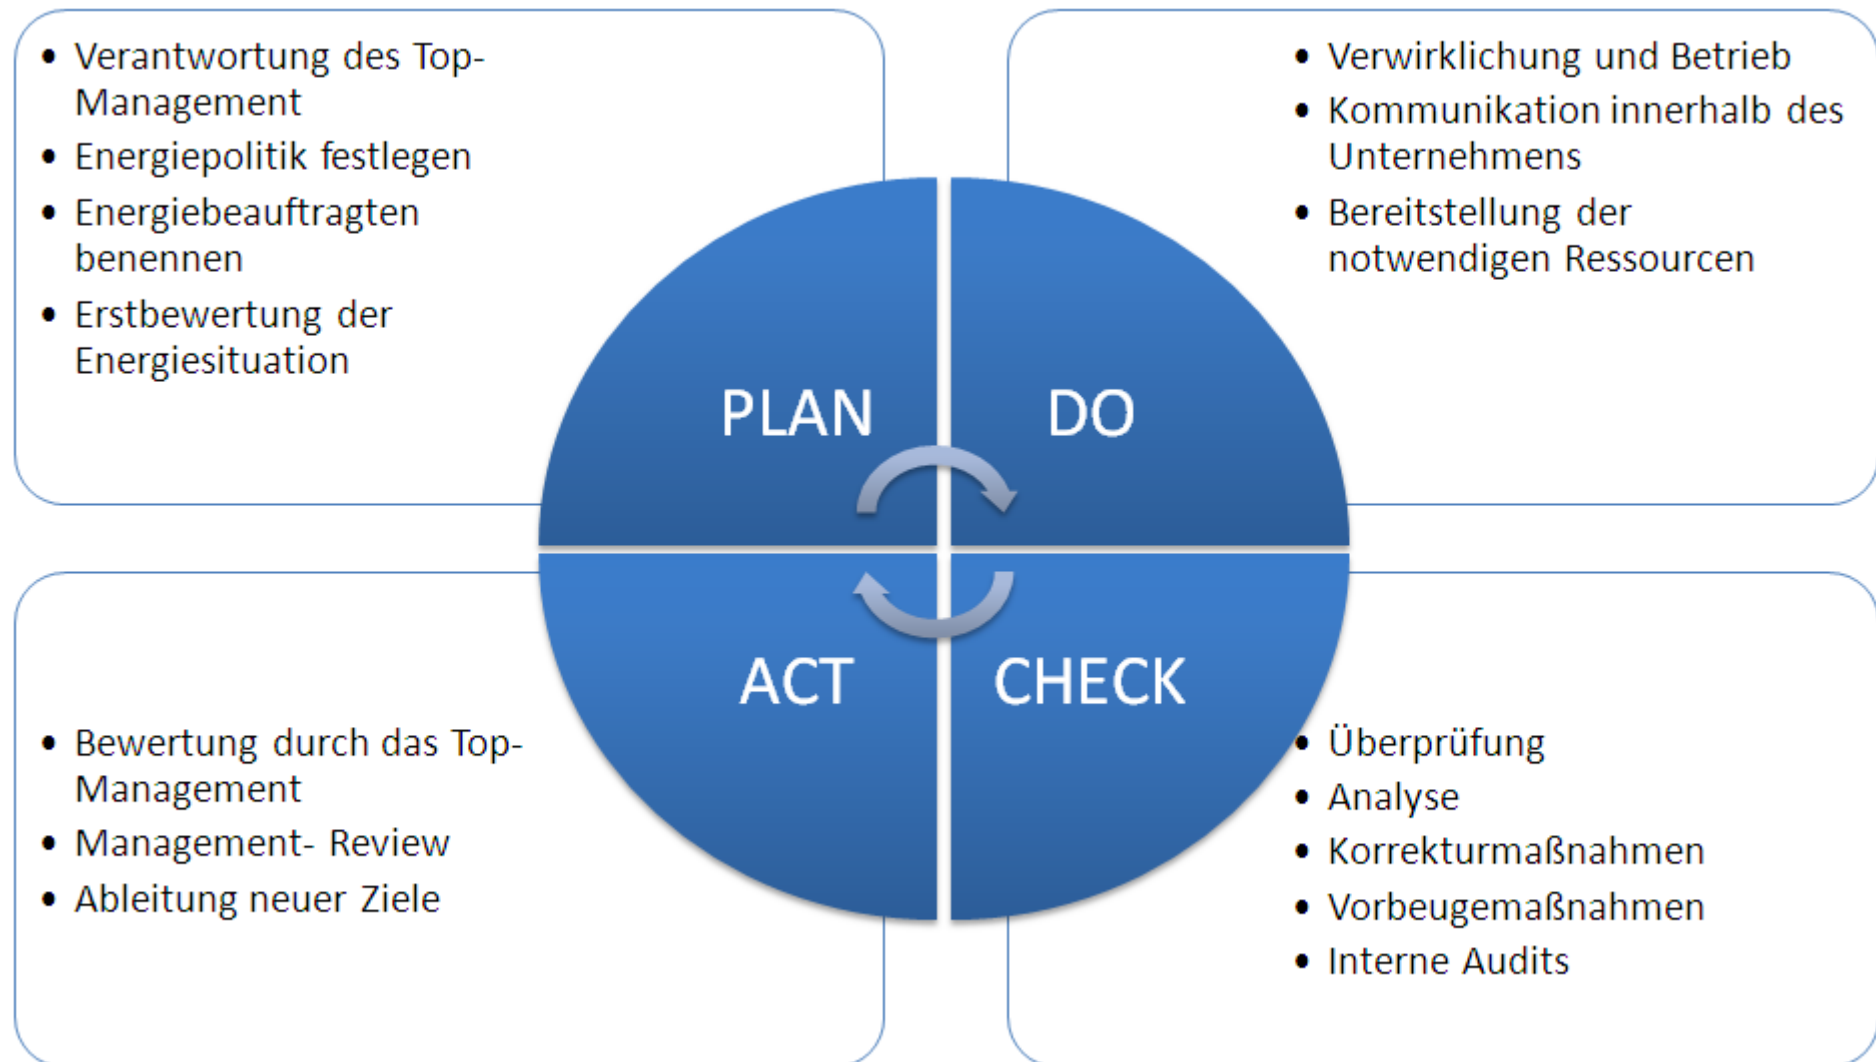 • Verantwortung des Top-
Management
• Energiepolitik festlegen
• Energiebeauftragten
benennen
• Erstbewertung der
Energiesituation
• Verwirklichung und Betrieb
• Kommunikation innerhalb des
Unternehmens
• Bereitstellung der
notwendigen Ressourcen
PLAN
DO
ACT
CHECK
• Bewertung durch das Top-
Management
• Management- Review
• Ableitung neuer Ziele
• Überprüfung
• Analyse
• Korrekturmaßnahmen
• Vorbeugemaßnahmen
• Interne Audits